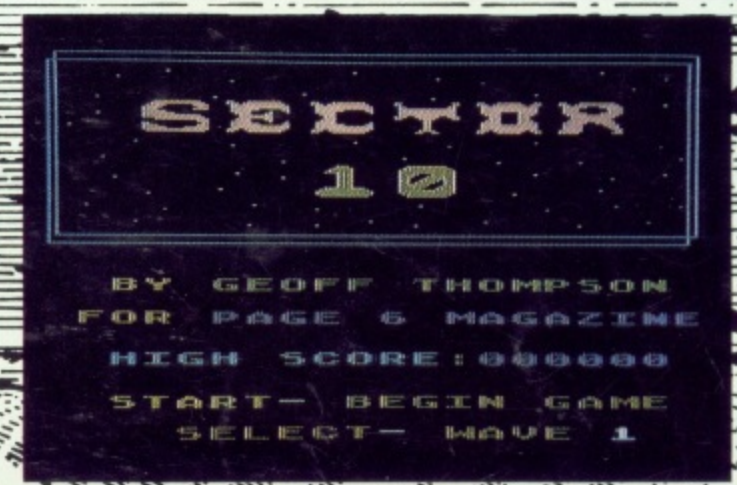 SECTOR
10
BY GEOFF THOMPSON
FOR PAGE 6 MAGAZINE
HIGH SCORE:000000
START- BEGIN GAME
SELECT- WAVE 1